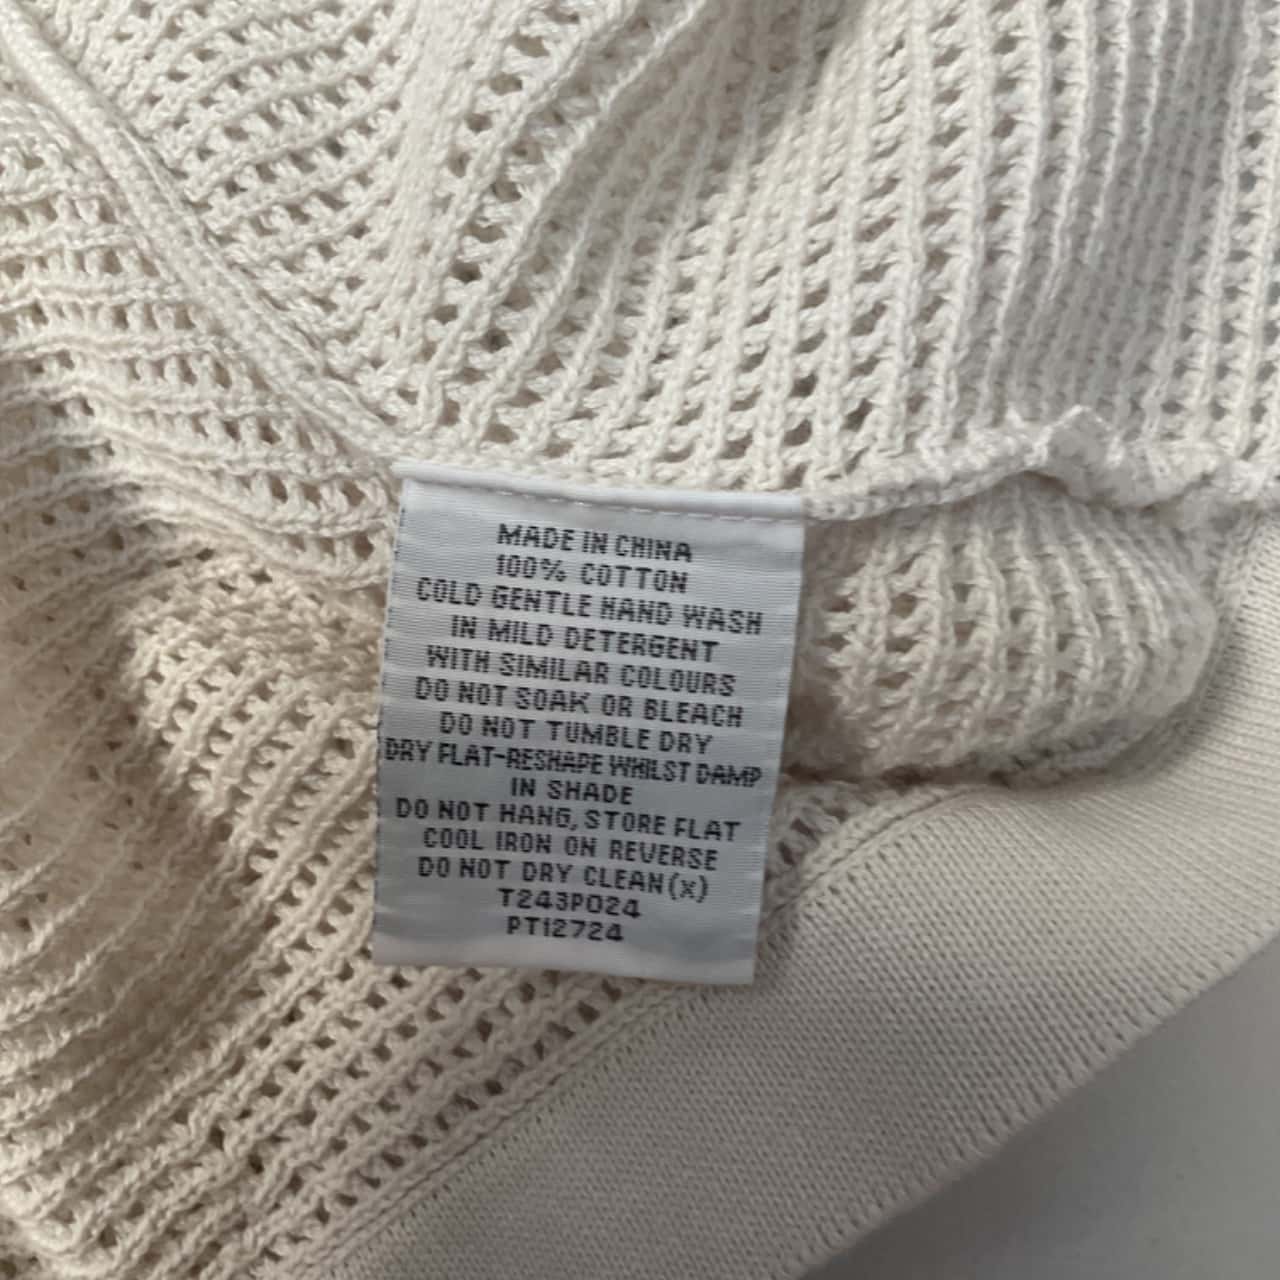 MADE IN CHINA
100% COTTON
COLD GENTLE HAND WASH
IN MILD DETERGENT
WITH SIMILAR COLOURS
DO NOT SOAK OR BLEACH
DO NOT TUMBLE DRY
DRY FLAT-RESHAPE WHILST DAMP
IN SHADE
DO NOT HANG, STORE FLAT
COOL IRON ON REVERSE
DO NOT DRY CLEAN(x)
T243PO24
PT12724